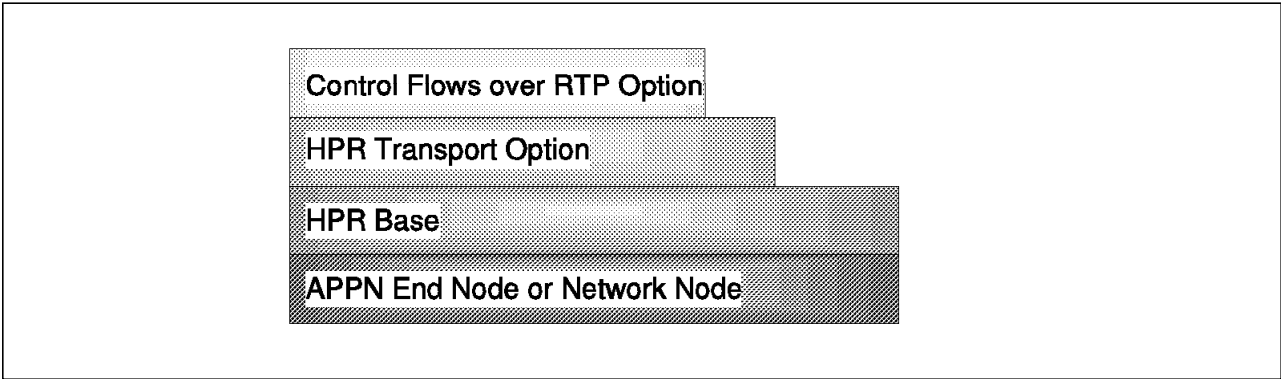 Control Flows over RTP Option
HPR Transport Option
HPR Base
APPN End Node or Network Node